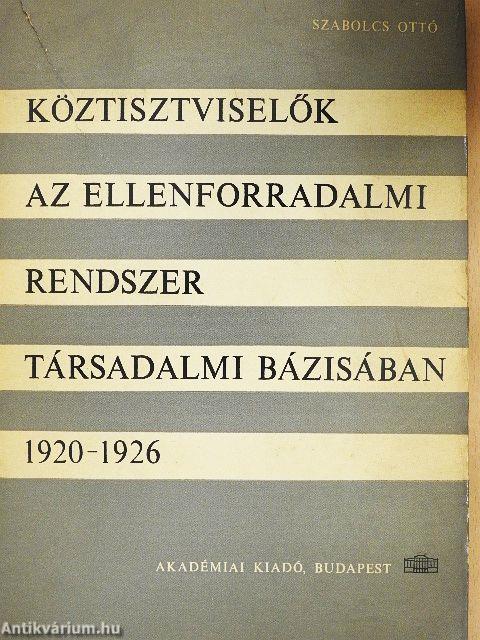 SZABOLCS OTTÓ
KÖZTISZTVISELŐK
AZ ELLENFORRADALMI
RENDSZER
TÁRSADALMI BÁZISÁBAN
1920-1926
AKADÉMIAI KIADÓ, BUDAPEST
Antikvárium.hu